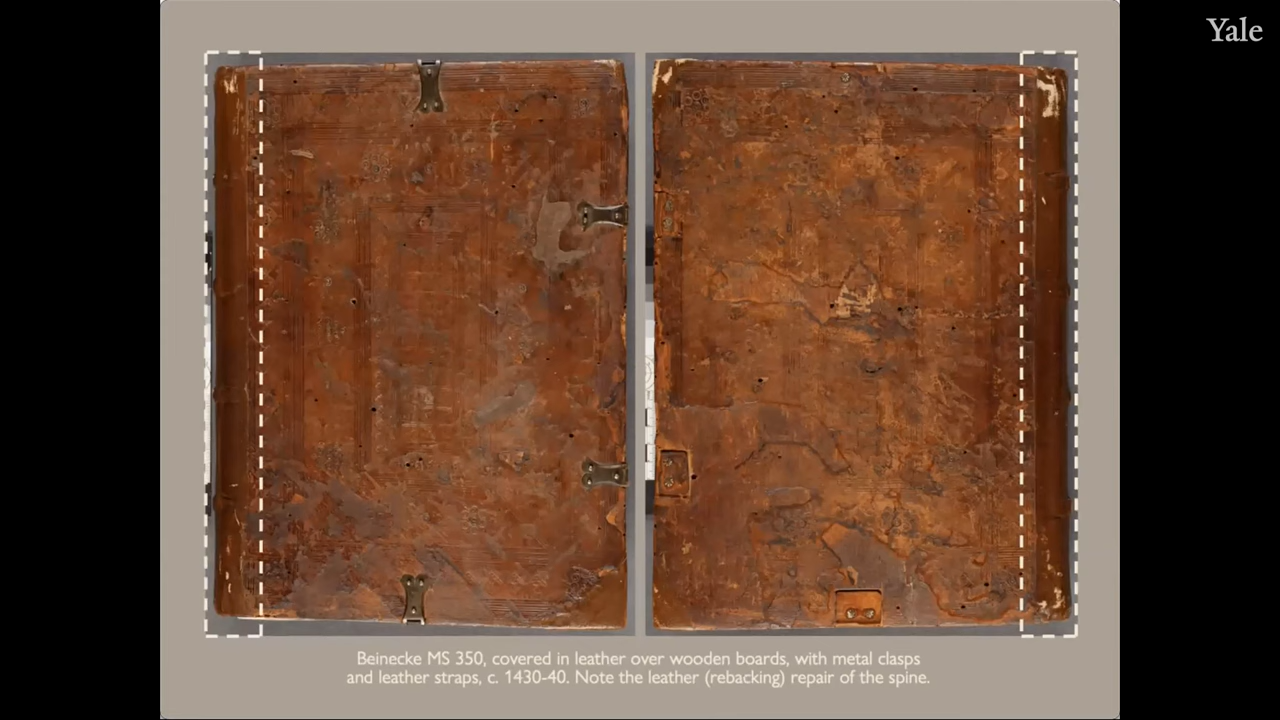 Yale
Beinecke MS 350, covered in leather over wooden boards, with metal clasps
and leather straps, c. 1430-40. Note the leather (rebacking) repair of the spine.